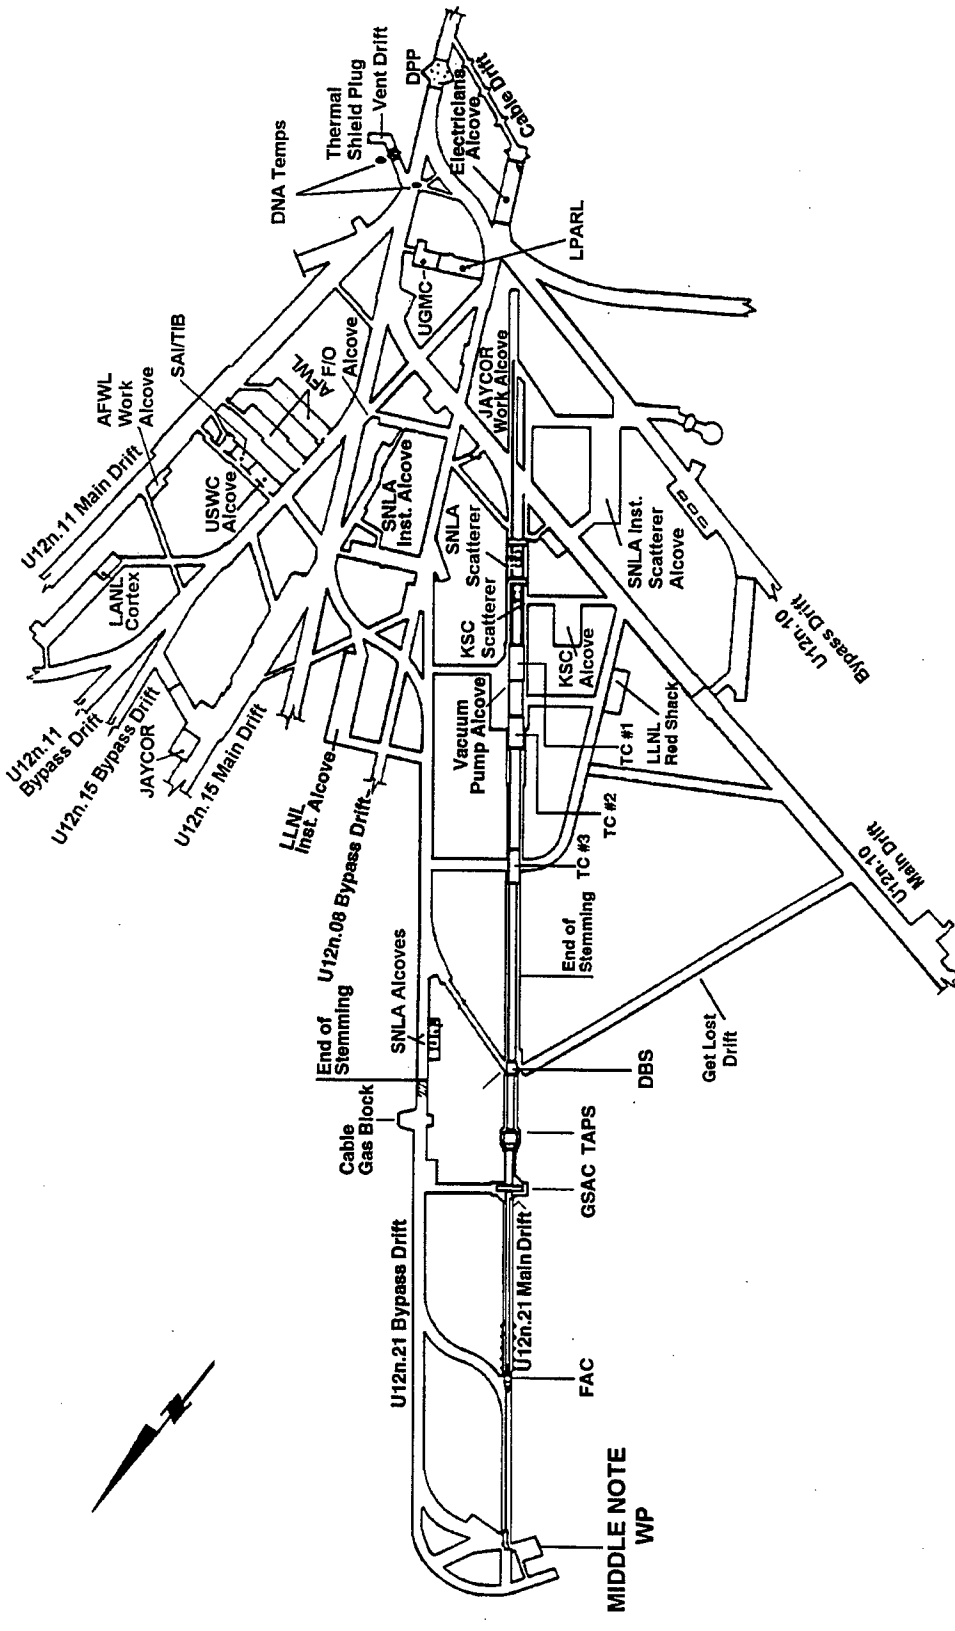 DPP
Thermal
Shield Plug
Vent Drift
DNA Temps
Cable Drift
Electricians
Alcove
LPARL
UGMC
SAI/TIB
AFWL
Work
Alcove
AFWL
F/O
Alcove
JAYCOR
Work Alcove
U12n.11 Main Drift
USWC
Alcove
SNLA
Inst. Alcove
SNLA
Scatterer
SNLA Inst.
Scatterer
Alcove
LANL
Cortex
KSC
Scatterer
KSC
Alcove
U12n.10
Bypass Drift
U12n.11
Bypass Drift
U12n.15 Bypass Drift
JAYCOR
U12n.15 Main Drift
Vacuum
Pump Alcove
TC #1
LLNL
Red Shack
LLNL
Inst. Alcove
TC #2
U12n.08 Bypass Drift
TC #3
U12n.10
Main Drift
End of
Stemming
SNLA Alcoves
End of
Stemming
Get Lost
Drift
DBS
Cable
Gas Block
TAPS
GSAC
U12n.21 Bypass Drift
U12n.21 Main Drift
FAC
N
MIDDLE NOTE
WP